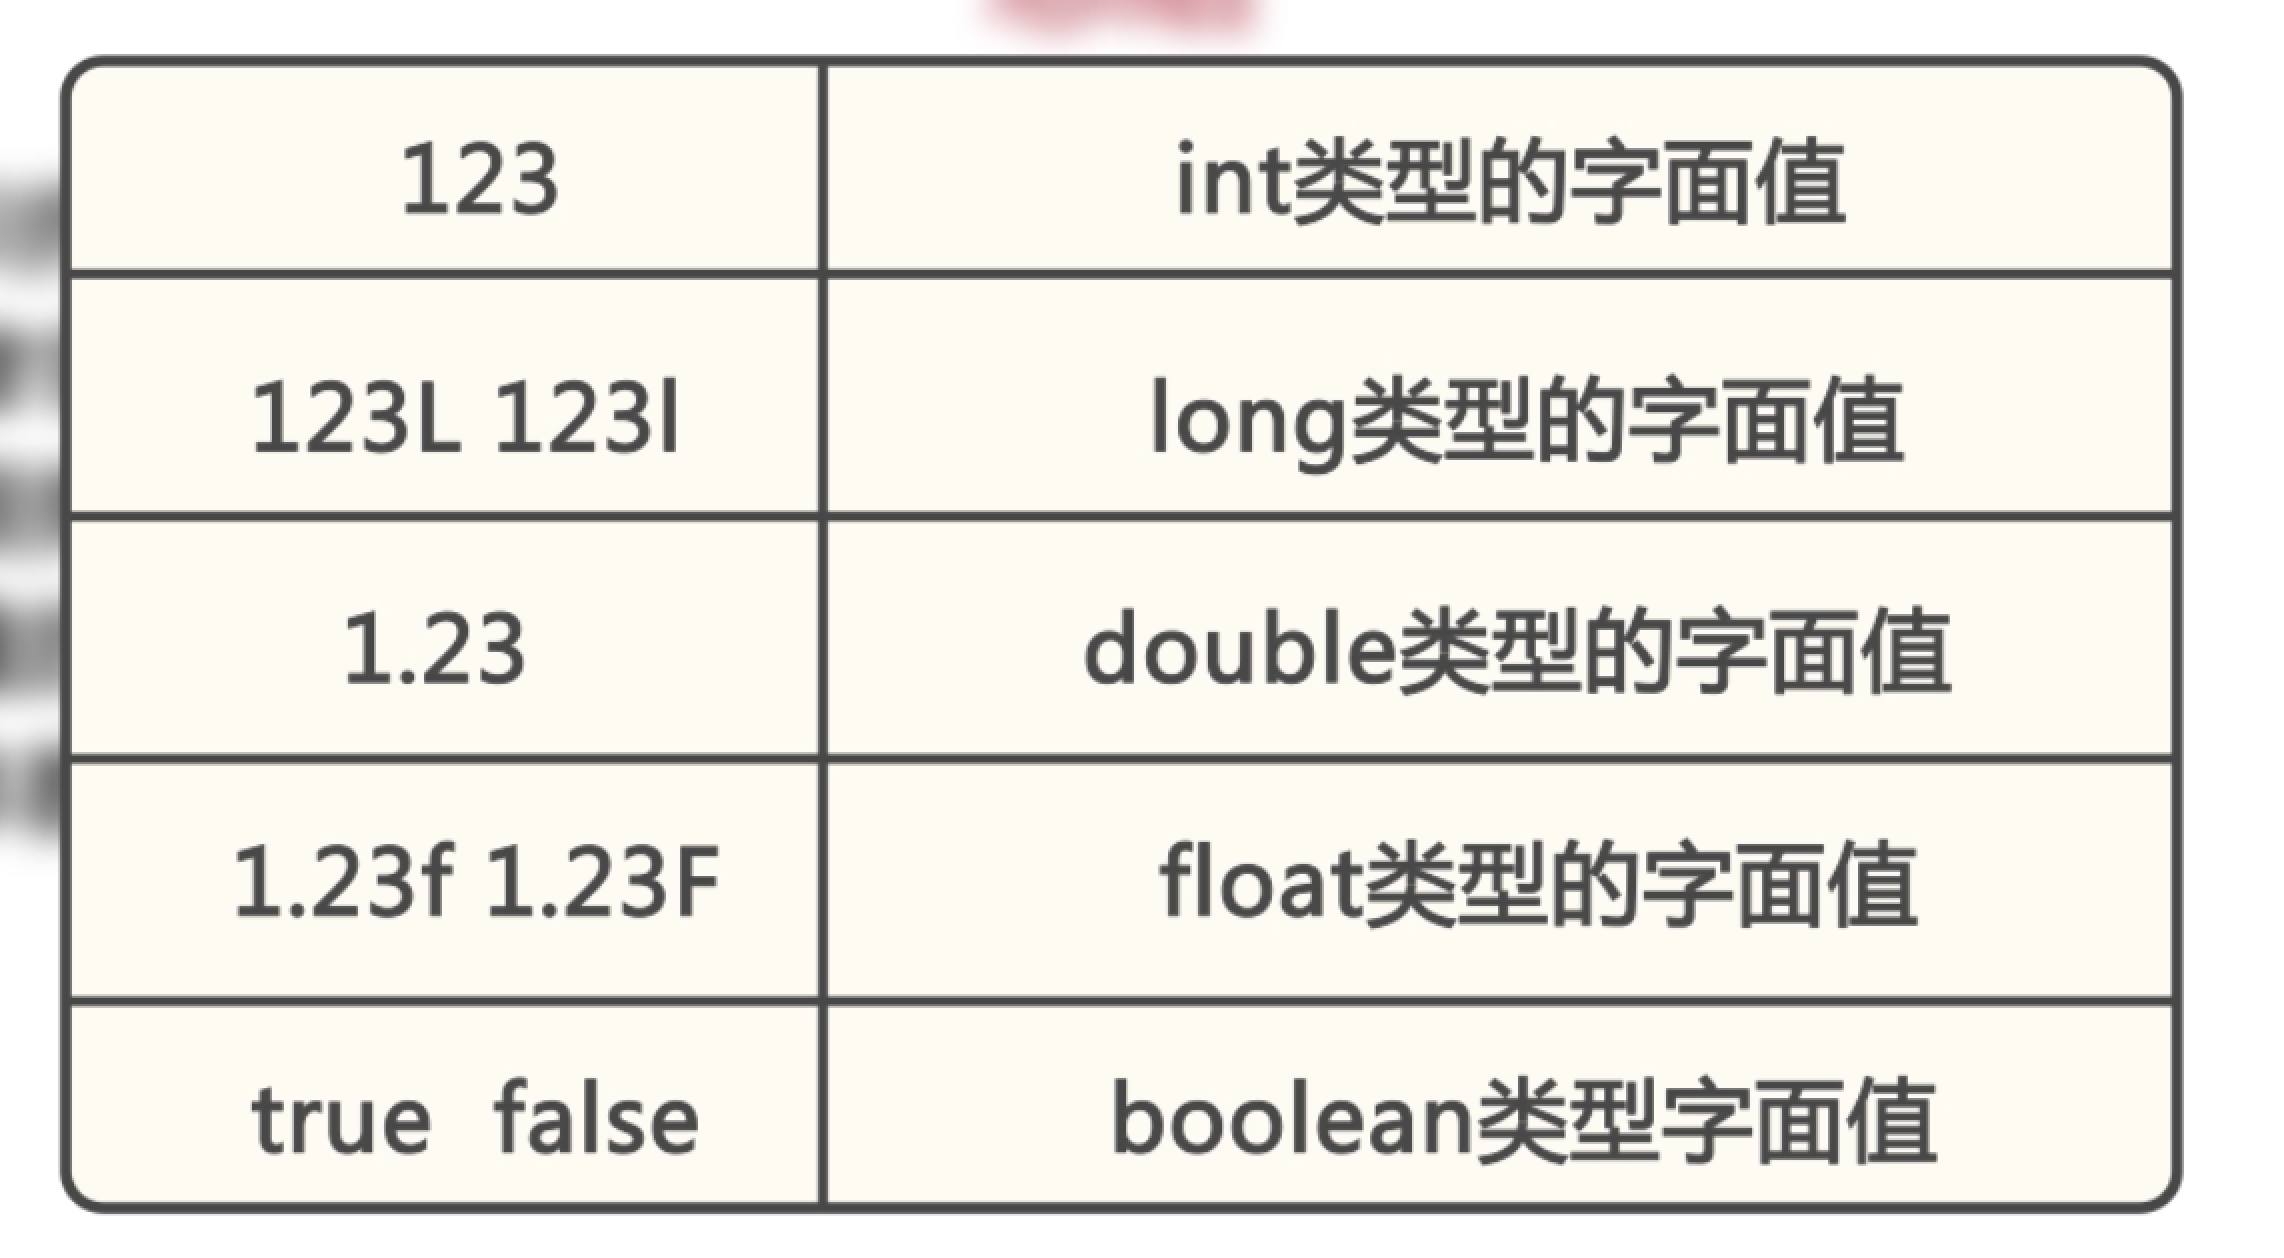 123 int类型的字面值
123L 123l long类型的字面值
1.23 double类型的字面值
1.23f 1.23F float类型的字面值
true false boolean类型字面值